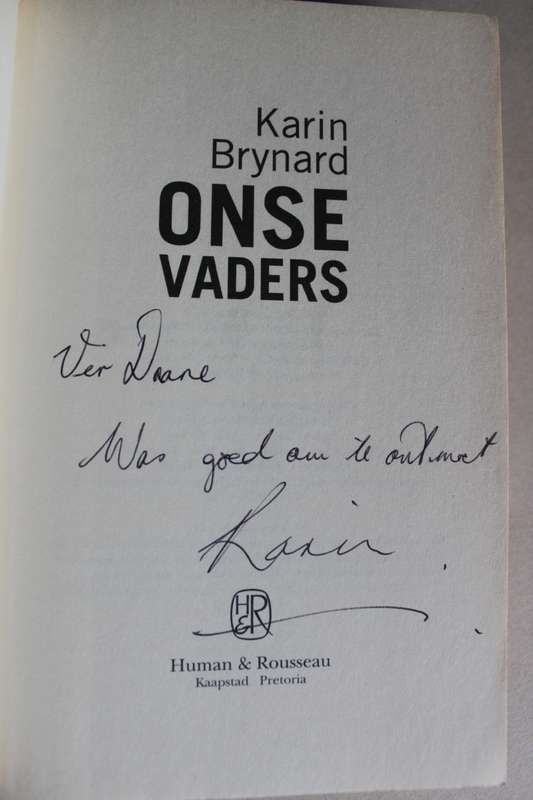 Karin
Brynard
ONSE
VADERS
Vir Daane
Was goed om te ontmoet
Karin
H&R
Human & Rousseau
Kaapstad Pretoria